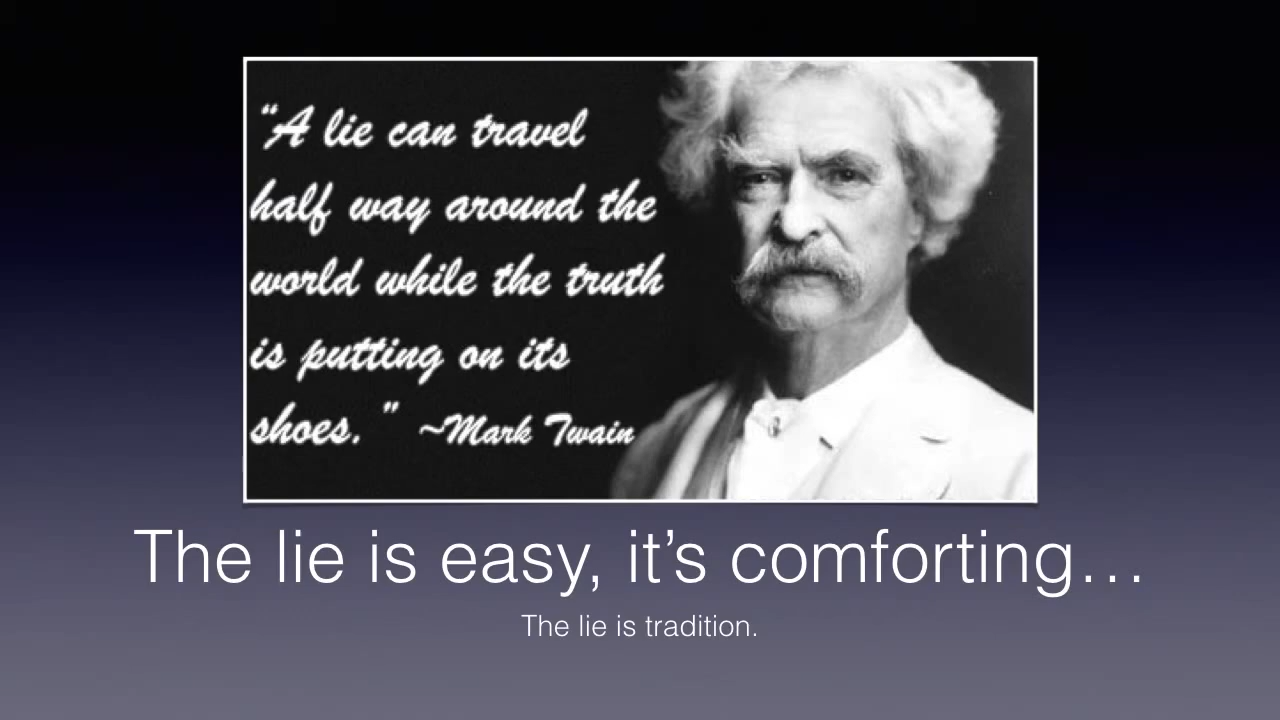 “A lie can travel
half way around the
world while the truth
is putting on its
shoes.” ~Mark Twain
The lie is easy, it’s comforting…
The lie is tradition.